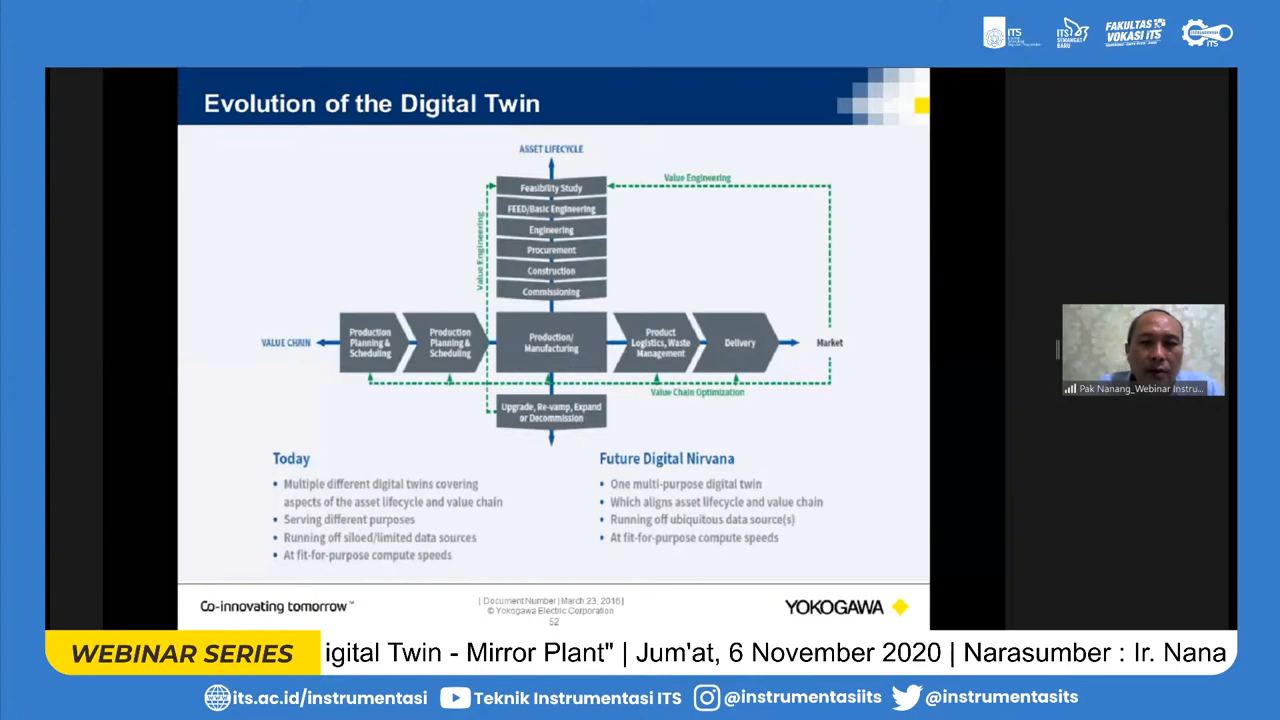 ITS
ITS
SEMANGAT
BARU
FAKULTAS
VOKASI ITS
ITS
Evolution of the Digital Twin
ASSET LIFECYCLE
Value Engineering
Feasibility Study
FEED/Basic Engineering
Engineering
Procurement
Construction
Commissioning
Value Engineering
VALUE CHAIN
Production
Planning &
Scheduling
Production
Planning &
Scheduling
Production/
Manufacturing
Product
Logistics, Waste
Management
Delivery
Market
Value Chain Optimization
Upgrade, Re-vamp, Expand
or Decommission
Today
• Multiple different digital twins covering
aspects of the asset lifecycle and value chain
• Serving different purposes
• Running off siloed/limited data sources
• At fit-for-purpose compute speeds
Future Digital Nirvana
• One multi-purpose digital twin
• Which aligns asset lifecycle and value chain
• Running off ubiquitous data source(s)
• At fit-for-purpose compute speeds
Co-innovating tomorrow™
| Document Number | March 23, 2016 |
© Yokogawa Electric Corporation
52
YOKOGAWA
Pak Nanang_Webinar Instru...
WEBINAR SERIES
igital Twin - Mirror Plant" | Jum'at, 6 November 2020 | Narasumber : Ir. Nana
its.ac.id/instrumentasi
Teknik Instrumentasi ITS
@instrumentasiits
@instrumentasits